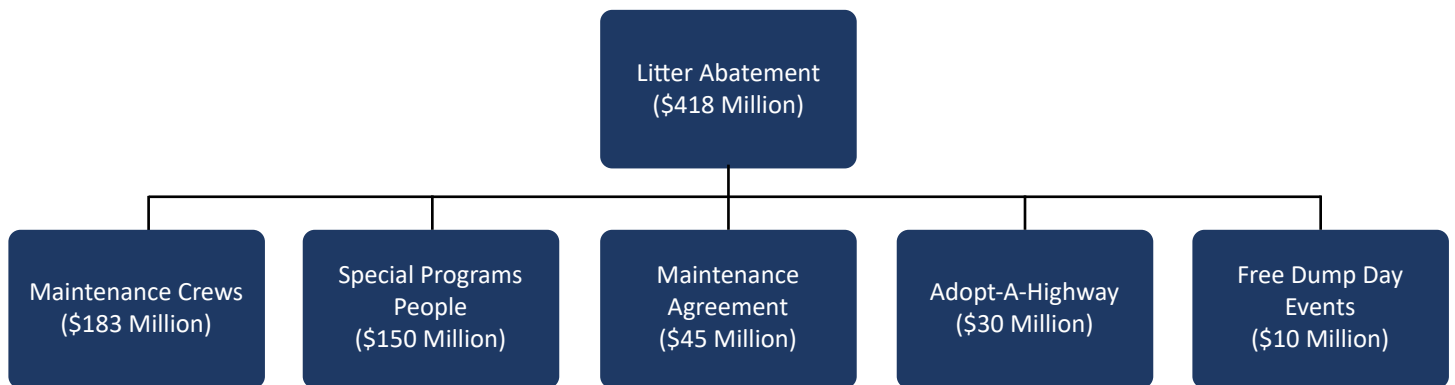 Litter Abatement
($418 Million)
Maintenance Crews
($183 Million)
Special Programs
People
($150 Million)
Maintenance
Agreement
($45 Million)
Adopt-A-Highway
($30 Million)
Free Dump Day
Events
($10 Million)